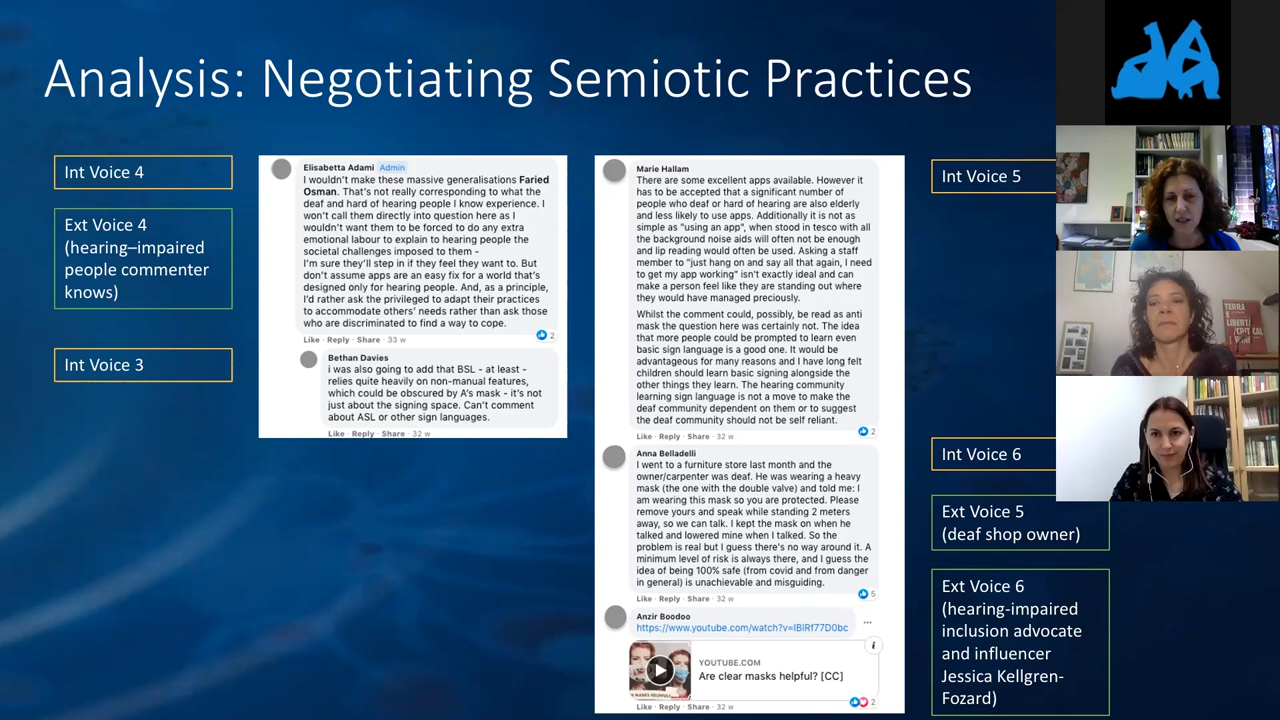 Analysis: Negotiating Semiotic Practices
Int Voice 4
Ext Voice 4
(hearing–impaired
people commenter
knows)
Int Voice 3
Elisabetta Adami Admin
I wouldn't make these massive generalisations Faried
Osman. That's not really corresponding to what the
deaf and hard of hearing people I know experience. I
won't call them directly into question here as I
wouldn't want them to be forced to do any extra
emotional labour to explain to hearing people the
societal challenges imposed to them -
I'm sure they'll step in if they feel they want to. But
don't assume apps are an easy fix for a world that's
designed only for hearing people. And, as a principle,
I'd rather ask the privileged to adapt their practices
to accommodate others' needs rather than ask those
who are discriminated to find a way to cope.
2
Like · Reply · Share · 33 w
Bethan Davies
i was also going to add that BSL - at least -
relies quite heavily on non-manual features,
which could be obscured by A's mask - it's not
just about the signing space. Can't comment
about ASL or other sign languages.
Like · Reply · Share · 32 w
Marie Hallam
There are some excellent apps available. However it
has to be accepted that a significant number of
people who deaf or hard of hearing are also elderly
and less likely to use apps. Additionally it is not as
simple as "using an app", when stood in tesco with all
the background noise aids will often not be enough
and lip reading would often be used. Asking a staff
member to "just hang on and say all that again, I need
to get my app working" isn't exactly ideal and can
make a person feel like they are standing out where
they would have managed preciously.
Whilst the comment could, possibly, be read as anti
mask the question here was certainly not. The idea
that more people could be prompted to learn even
basic sign language is a good one. It would be
advantageous for many reasons and I have long felt
children should learn basic signing alongside the
other things they learn. The hearing community
learning sign language is not a move to make the
deaf community dependent on them or to suggest
the deaf community should not be self reliant.
2
Like · Reply · Share · 32 w
Anna Belladelli
I went to a furniture store last month and the
owner/carpenter was deaf. He was wearing a heavy
mask (the one with the double valve) and told me: I
am wearing this mask so you are protected. Please
remove yours and speak while standing 2 meters
away, so we can talk. I kept the mask on when he
talked and lowered mine when I talked. So the
problem is real but I guess there's no way around it. A
minimum level of risk is always there, and I guess the
idea of being 100% safe (from covid and from danger
in general) is unachievable and misguiding.
5
Like · Reply · Share · 32 w
Anzir Boodoo
https://www.youtube.com/watch?v=IBIRf77D0bc
YOUTUBE.COM
Are clear masks helpful? [CC]
2
Like · Reply · Share · 32 w
Int Voice 5
Int Voice 6
Ext Voice 5
(deaf shop owner)
Ext Voice 6
(hearing-impaired
inclusion advocate
and influencer
Jessica Kellgren-
Fozard)